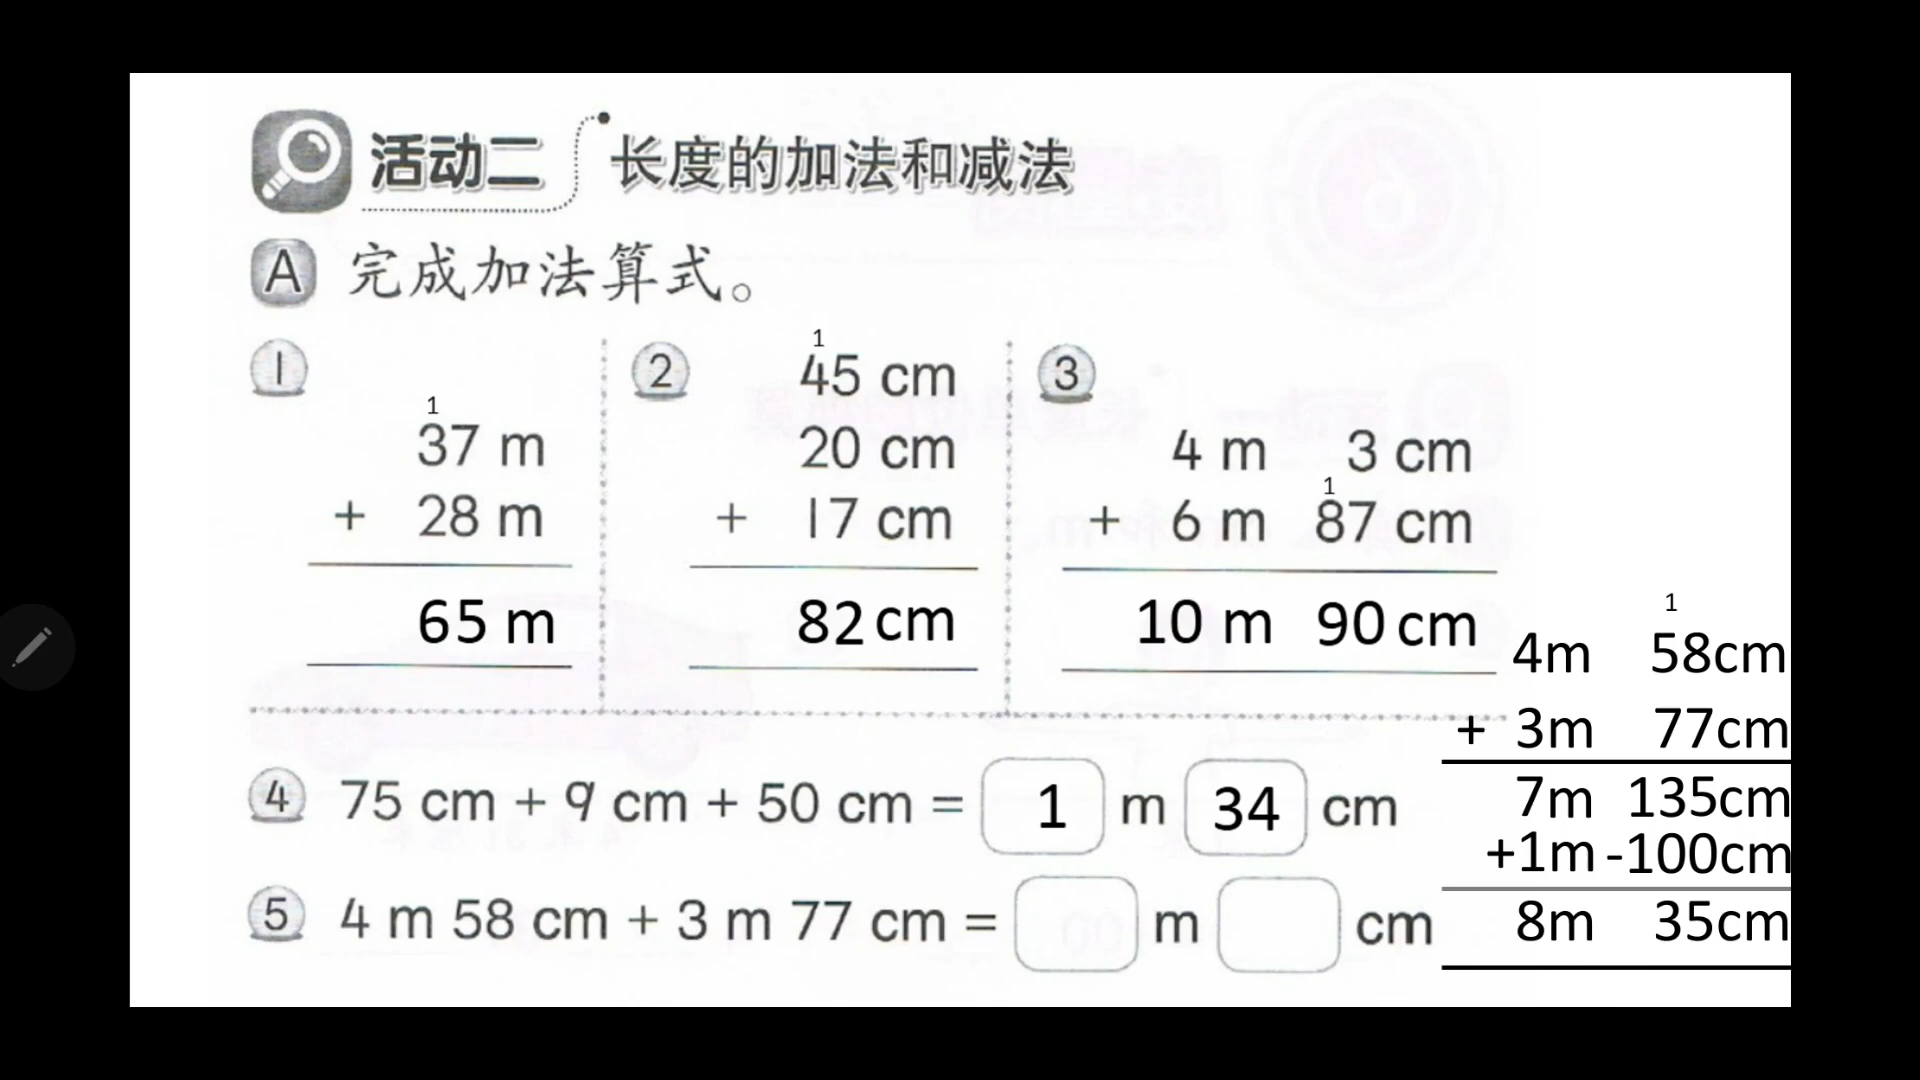 活动二 长度的加法和减法
A 完成加法算式。
1
1
37 m
+ 28 m
65 m
2
1
45 cm
20 cm
+ 17 cm
82 cm
3
4 m 3 cm
1
+ 6 m 87 cm
10 m 90 cm
4 75 cm + 9 cm + 50 cm = 1 m 34 cm
5 4 m 58 cm + 3 m 77 cm = m cm
1
4m 58cm
+ 3m 77cm
7m 135cm
+1m -100cm
8m 35cm